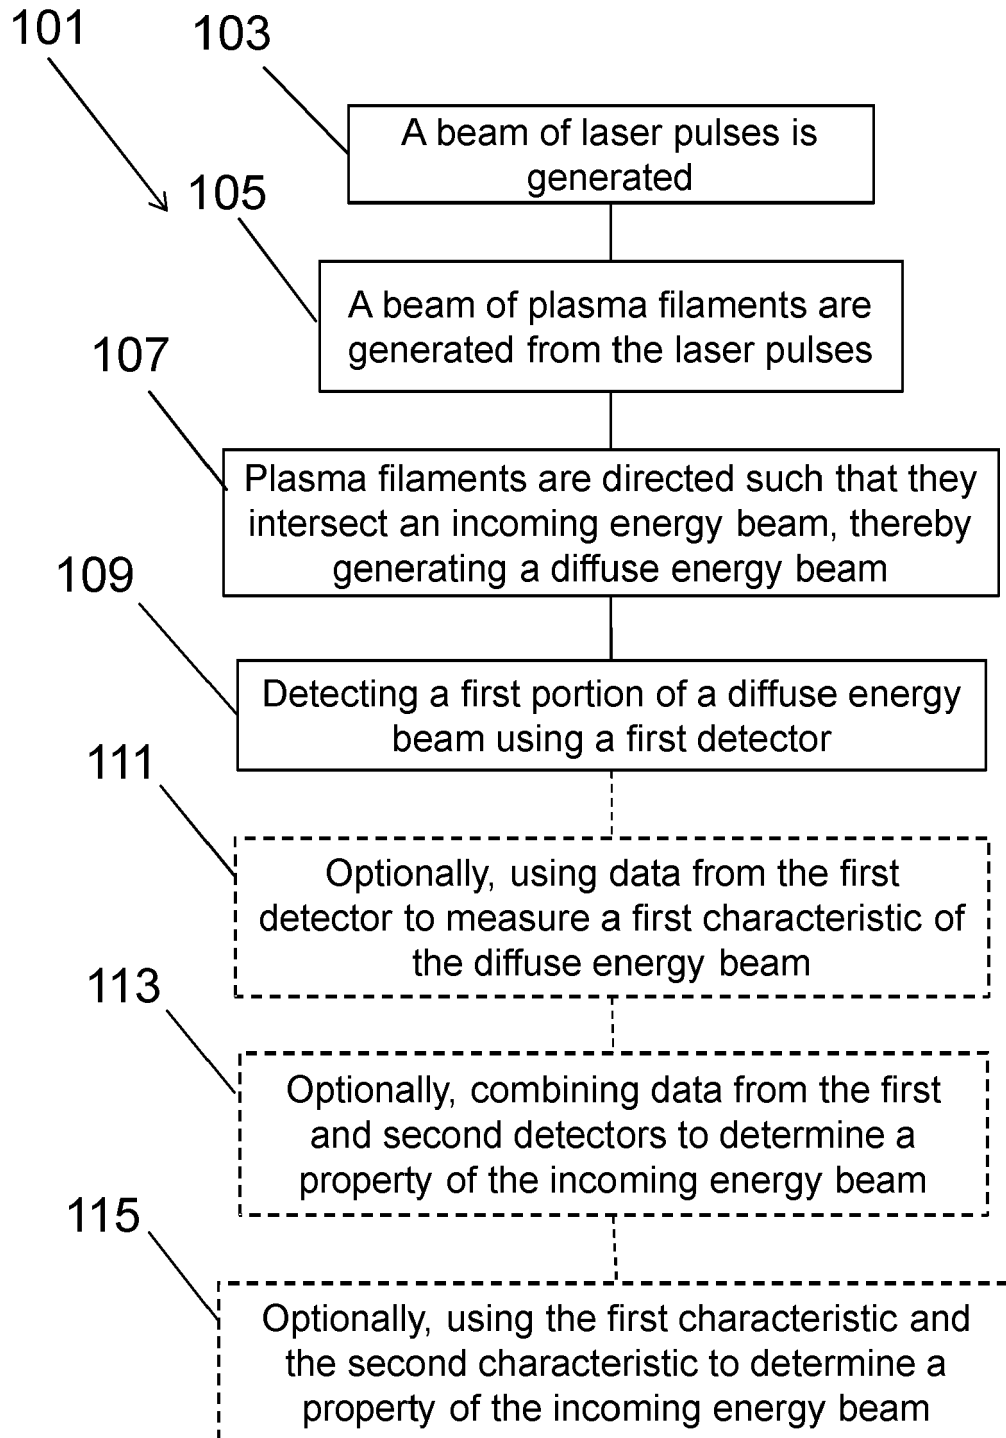 101
103
A beam of laser pulses is
generated
105
A beam of plasma filaments are
generated from the laser pulses
107
Plasma filaments are directed such that they
intersect an incoming energy beam, thereby
generating a diffuse energy beam
109
Detecting a first portion of a diffuse energy
beam using a first detector
111
Optionally, using data from the first
detector to measure a first characteristic of
the diffuse energy beam
113
Optionally, combining data from the first
and second detectors to determine a
property of the incoming energy beam
115
Optionally, using the first characteristic and
the second characteristic to determine a
property of the incoming energy beam